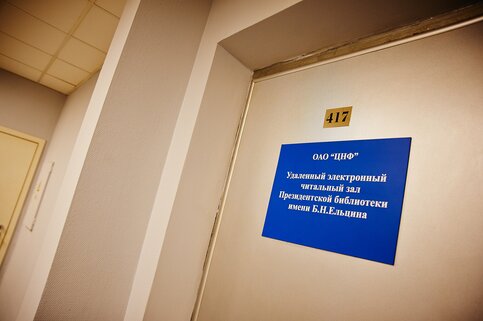 417
ОАО "ЦНФ"
Удаленный электронный
читальный зал
Президентской библиотеки
имени Б.Н.Ельцина